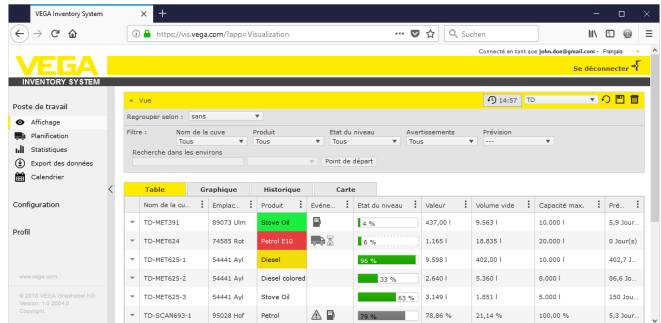 VEGA Inventory System
https://vis.vega.com/?app=Visualization
Suchen
Connecté en tant que john.doe@gmail.com - Français
VEGA
Se déconnecter
INVENTORY SYSTEM
Poste de travail
Affichage
Planification
Statistiques
Export des données
Calendrier
Configuration
Profil
www.vega.com
© 2018 VEGA Grieshaber KG
Version: 1.0.2004.0
Copyright
Vue
14:57
TD
Regrouper selon :
sans
Filtre :
Nom de la cuve
Produit
Etat du niveau
Avertissements
Prévision
Tous
Tous
Tous
Tous
---
Recherche dans les environs
Point de départ
Table
Graphique
Historique
Carte
Nom de la cu... Emplac... Produit Evéne... Etat du niveau Valeur Volume vide Capacité max. Pré...
TD-MET391 89073 Ulm Stove Oil 4 % 437,00 l 9.563 l 10.000 l 5,9 Jour...
TD-MET624 74585 Rot Petrol E10 6 % 1.165 l 18.835 l 20.000 l 0 Jour(s)
TD-MET625-1 54441 Ayl Diesel 96 % 9.598 l 402,00 l 10.000 l 402,7 J...
TD-MET625-2 54441 Ayl Diesel colored 33 % 2.640 l 5.360 l 8.000 l 86,6 Jo...
TD-MET625-3 54441 Ayl Stove Oil 63 % 3.149 l 1.851 l 5.000 l 150 Jou...
TD-SCAN693-1 95028 Hof Petrol 79 % 78,86 % 21,14 % 100,00 % 5,3 Jour...